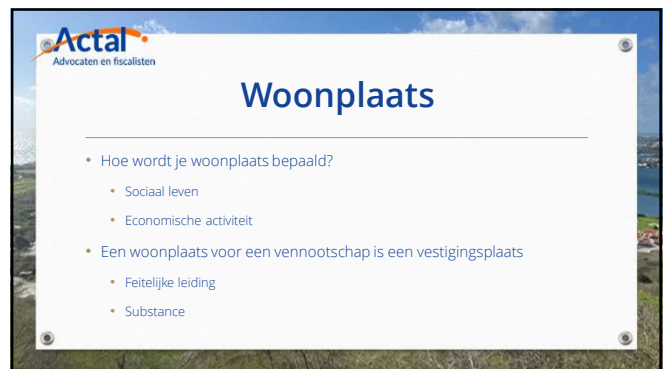 Actal
Advocaten en fiscalisten
Woonplaats
• Hoe wordt je woonplaats bepaald?
• Sociaal leven
• Economische activiteit
• Een woonplaats voor een vennootschap is een vestigingsplaats
• Feitelijke leiding
• Substance